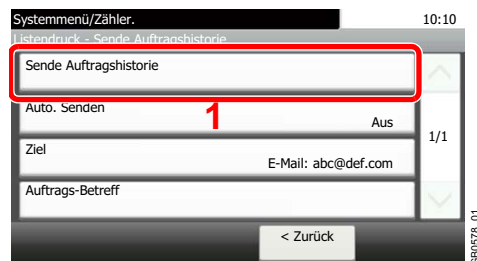 Systemmenü/Zähler.
10:10
Listendruck - Sende Auftragshistorie
Sende Auftragshistorie
1
Auto. Senden
Aus
1/1
Ziel
E-Mail: abc@def.com
Auftrags-Betreff
< Zurück
GB0578_01